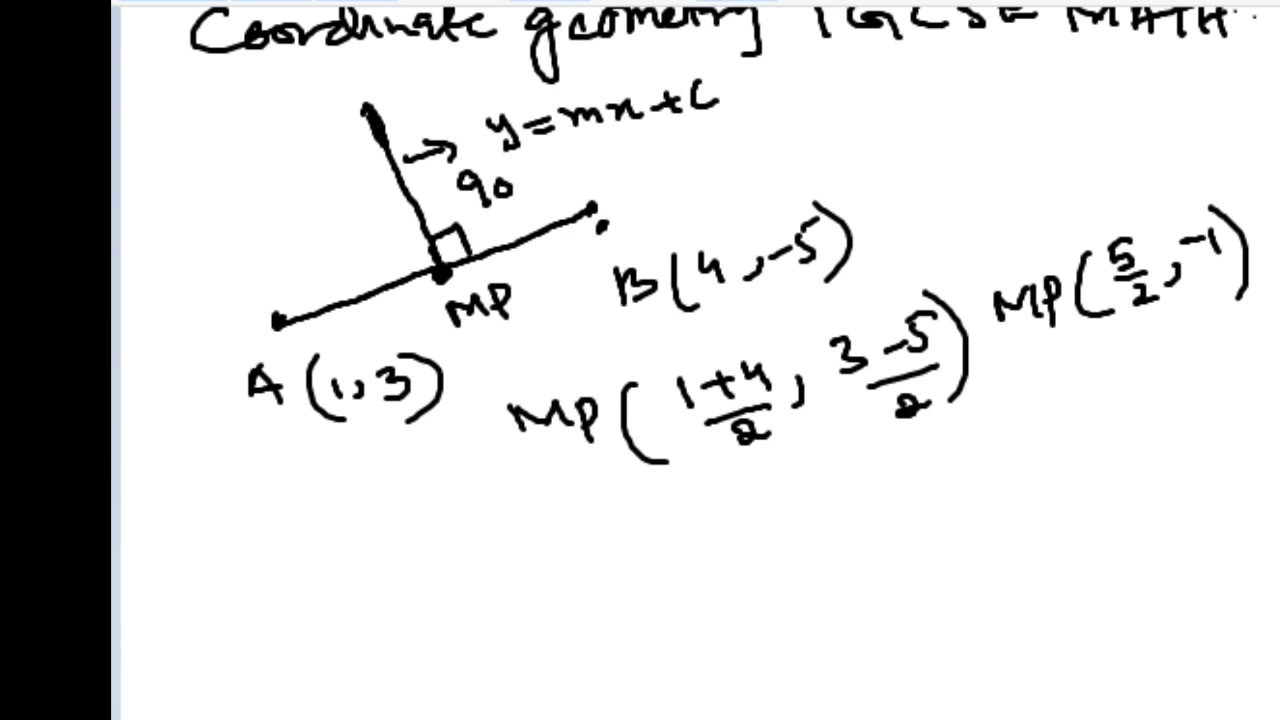 Coordinate geometry IGCSE MATH
y=mx+c
90
B(4,-5)
MP(5/2,-1)
MP
A(1,3)
MP(1+4/2, 3-5/2)